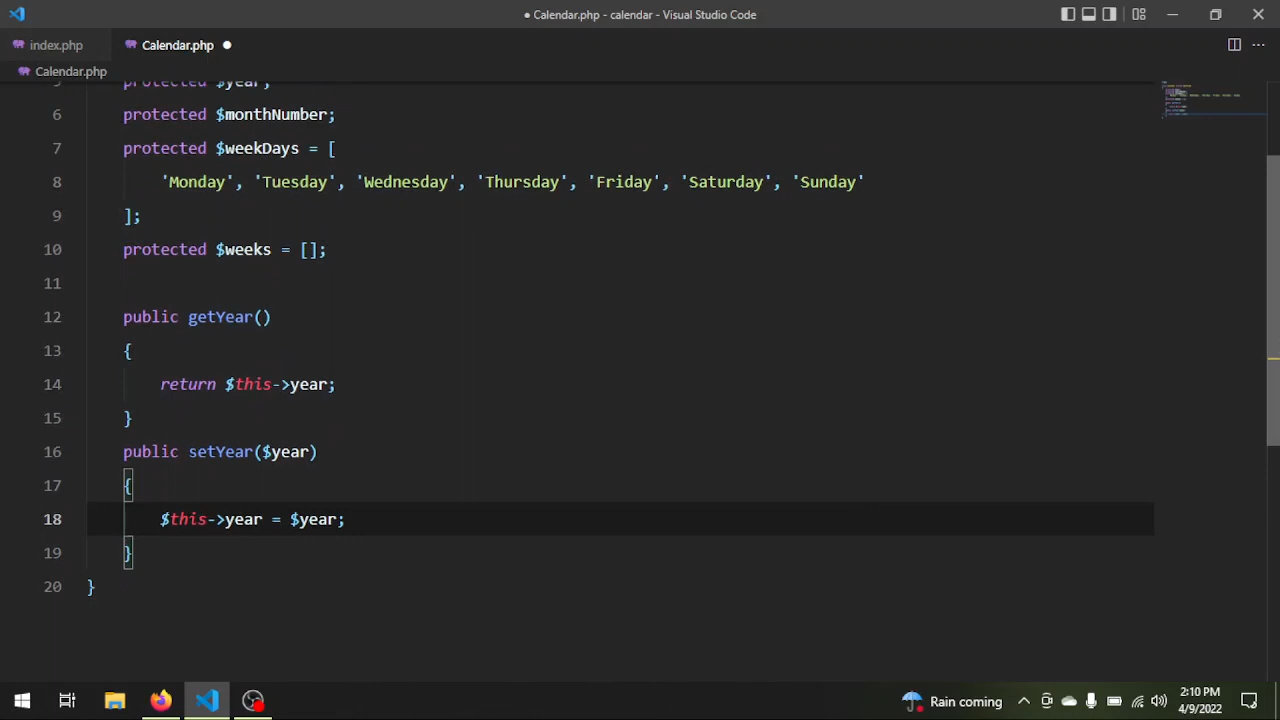 ● Calendar.php - calendar - Visual Studio Code
index.php
Calendar.php ●
Calendar.php
protected $year;
6 protected $monthNumber;
7 protected $weekDays = [
8 'Monday', 'Tuesday', 'Wednesday', 'Thursday', 'Friday', 'Saturday', 'Sunday'
9 ];
10 protected $weeks = [];
11
12 public getYear()
13 {
14 return $this->year;
15 }
16 public setYear($year)
17 {
18 $this->year = $year;
19 }
20 }
Rain coming
2:10 PM
4/9/2022